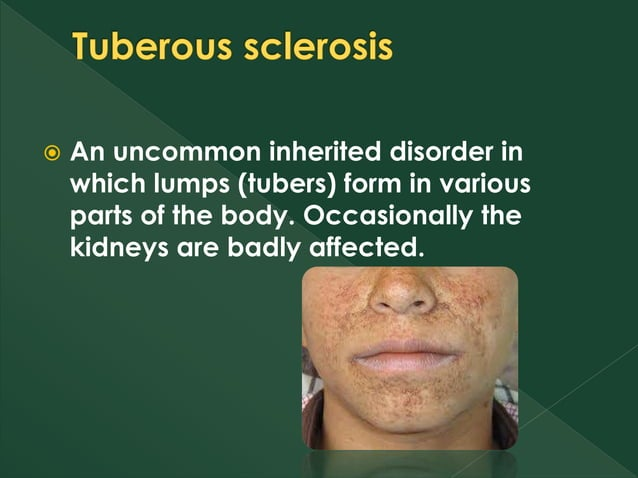 Tuberous sclerosis
An uncommon inherited disorder in
which lumps (tubers) form in various
parts of the body. Occasionally the
kidneys are badly affected.